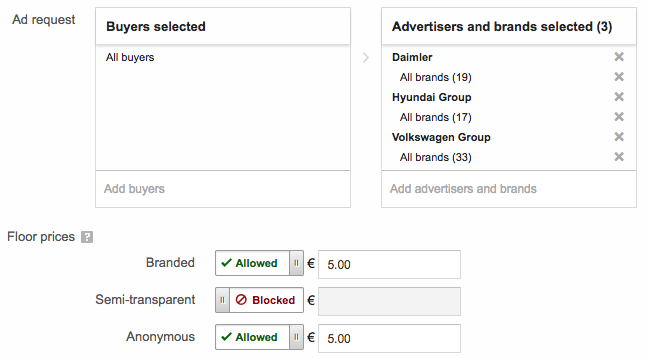 Ad request
Buyers selected
All buyers
Add buyers
Advertisers and brands selected (3)
Daimler
All brands (19)
Hyundai Group
All brands (17)
Volkswagen Group
All brands (33)
Add advertisers and brands
Floor prices ?
Branded Allowed € 5.00
Semi-transparent Blocked €
Anonymous Allowed € 5.00